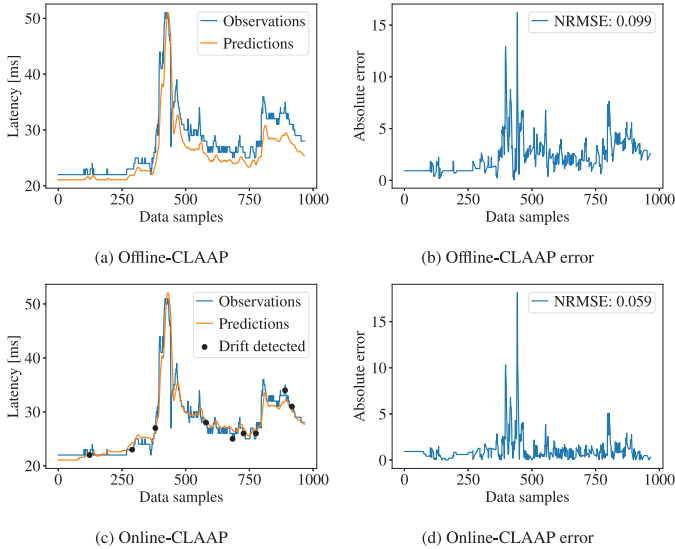 Observations
Predictions
50
40
30
20
Latency [ms]
0 250 500 750 1000
Data samples
(a) Offline-CLAAP
NRMSE: 0.099
15
10
5
0
Absolute error
0 250 500 750 1000
Data samples
(b) Offline-CLAAP error
Observations
Predictions
Drift detected
50
40
30
20
Latency [ms]
0 250 500 750 1000
Data samples
(c) Online-CLAAP
NRMSE: 0.059
15
10
5
0
Absolute error
0 250 500 750 1000
Data samples
(d) Online-CLAAP error